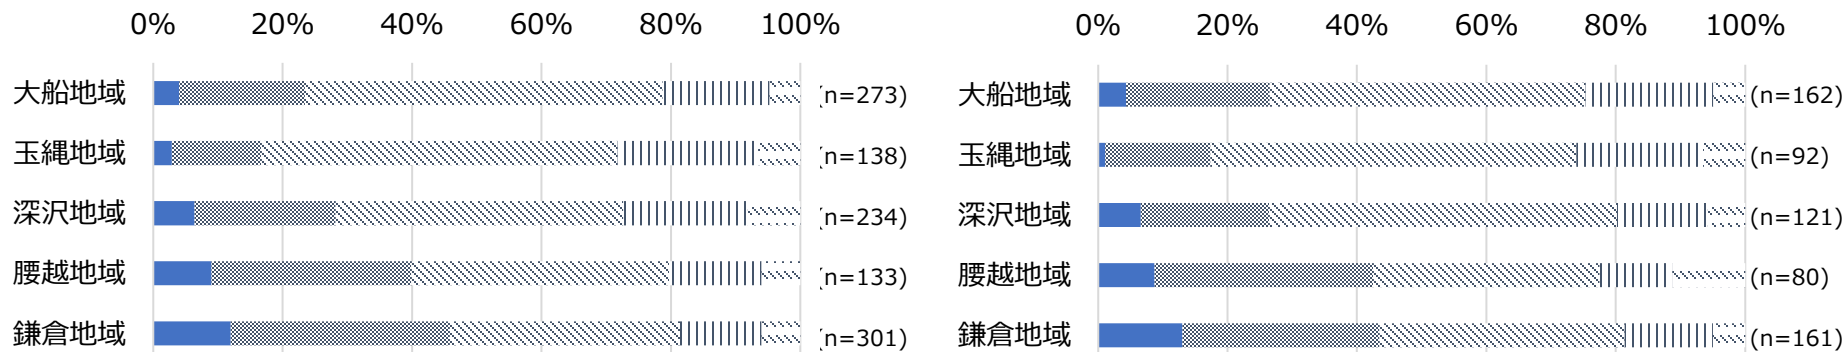 0% 20% 40% 60% 80% 100%
大船地域 (n=273)
玉縄地域 (n=138)
深沢地域 (n=234)
腰越地域 (n=133)
鎌倉地域 (n=301)
0% 20% 40% 60% 80% 100%
大船地域 (n=162)
玉縄地域 (n=92)
深沢地域 (n=121)
腰越地域 (n=80)
鎌倉地域 (n=161)